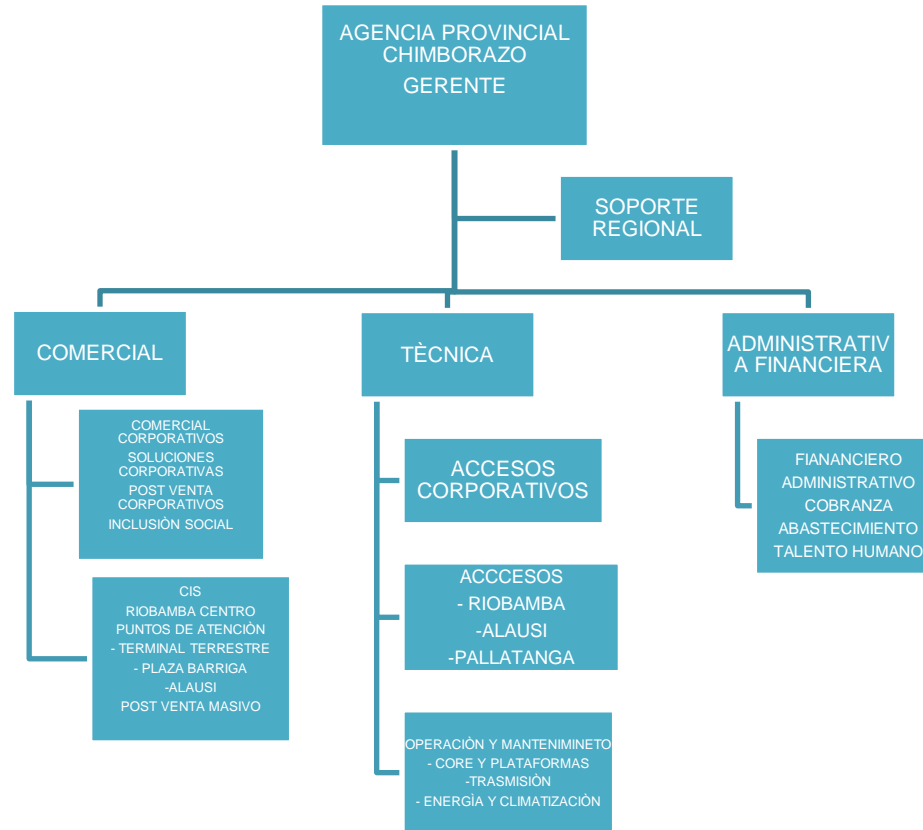 AGENCIA PROVINCIAL
CHIMBORAZO
GERENTE
SOPORTE
REGIONAL
COMERCIAL
COMERCIAL
CORPORATIVOS
SOLUCIONES
CORPORATIVAS
POST VENTA
CORPORATIVOS
INCLUSIÒN SOCIAL
CIS
RIOBAMBA CENTRO
PUNTOS DE ATENCIÒN
- TERMINAL TERRESTRE
- PLAZA BARRIGA
-ALAUSI
POST VENTA MASIVO
TÈCNICA
ACCESOS
CORPORATIVOS
ACCCESOS
- RIOBAMBA
-ALAUSI
-PALLATANGA
OPERACIÒN Y MANTENIMINETO
- CORE Y PLATAFORMAS
-TRASMISIÒN
- ENERGÌA Y CLIMATIZACIÒN
ADMINISTRATIV
A FINANCIERA
FIANANCIERO
ADMINISTRATIVO
COBRANZA
ABASTECIMIENTO
TALENTO HUMANO